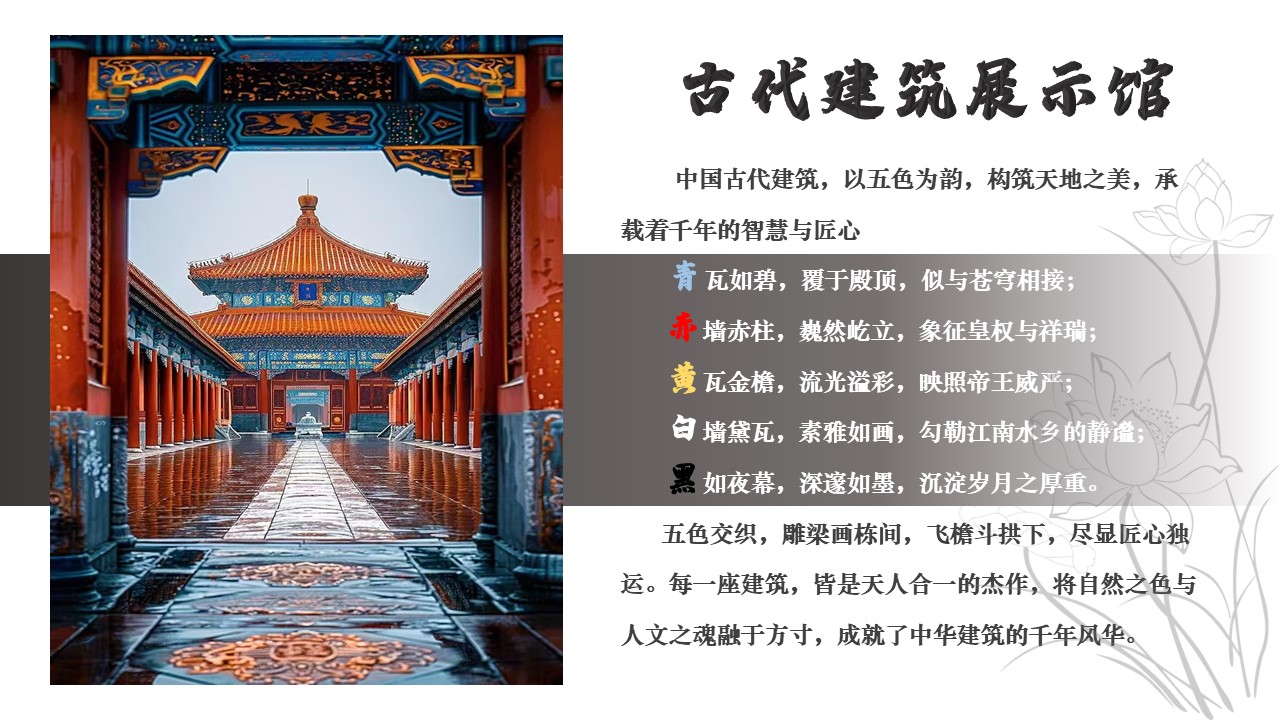 古代建筑展示馆
中国古代建筑，以五色为韵，构筑天地之美，承
载着千年的智慧与匠心
青瓦如碧，覆于殿顶，似与苍穹相接；
赤墙赤柱，巍然屹立，象征皇权与祥瑞；
黄瓦金檐，流光溢彩，映照帝王威严；
白墙黛瓦，素雅如画，勾勒江南水乡的静谧；
黑如夜幕，深邃如墨，沉淀岁月之厚重。
五色交织，雕梁画栋间，飞檐斗拱下，尽显匠心独
运。每一座建筑，皆是天人合一的杰作，将自然之色与
人文之魂融于方寸，成就了中华建筑的千年风华。